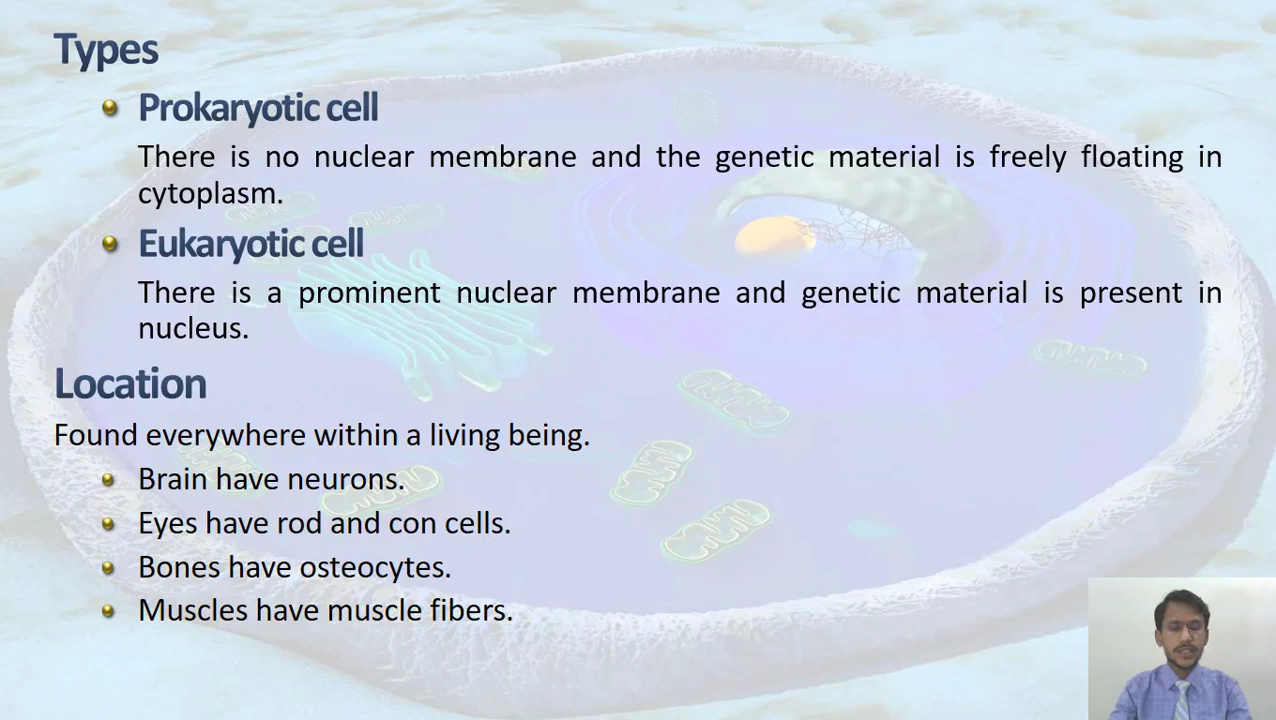 Types
Prokaryotic cell
There is no nuclear membrane and the genetic material is freely floating in
cytoplasm.
Eukaryotic cell
There is a prominent nuclear membrane and genetic material is present in
nucleus.
Location
Found everywhere within a living being.
Brain have neurons.
Eyes have rod and con cells.
Bones have osteocytes.
Muscles have muscle fibers.